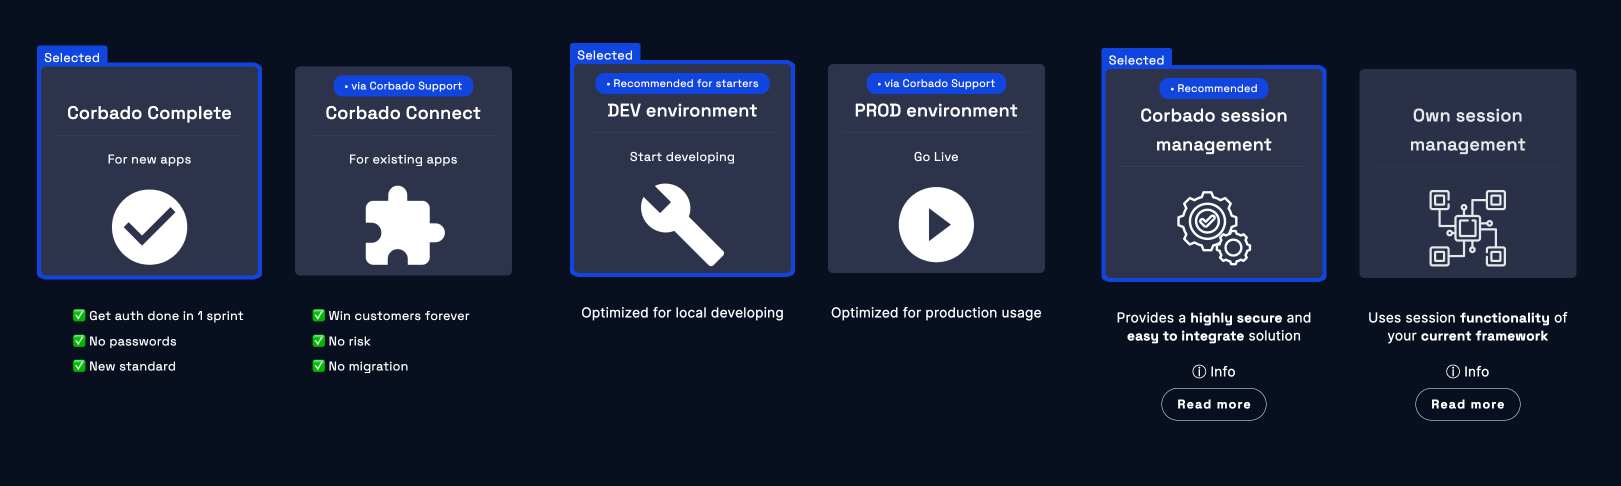 Selected
Corbado Complete
For new apps
✅ Get auth done in 1 sprint
✅ No passwords
✅ New standard
• via Corbado Support
Corbado Connect
For existing apps
✅ Win customers forever
✅ No risk
✅ No migration
Selected
• Recommended for starters
DEV environment
Start developing
Optimized for local developing
• via Corbado Support
PROD environment
Go Live
Optimized for production usage
Selected
• Recommended
Corbado session
management
Provides a highly secure and
easy to integrate solution
ⓘ Info
Read more
Own session
management
Uses session functionality of
your current framework
ⓘ Info
Read more